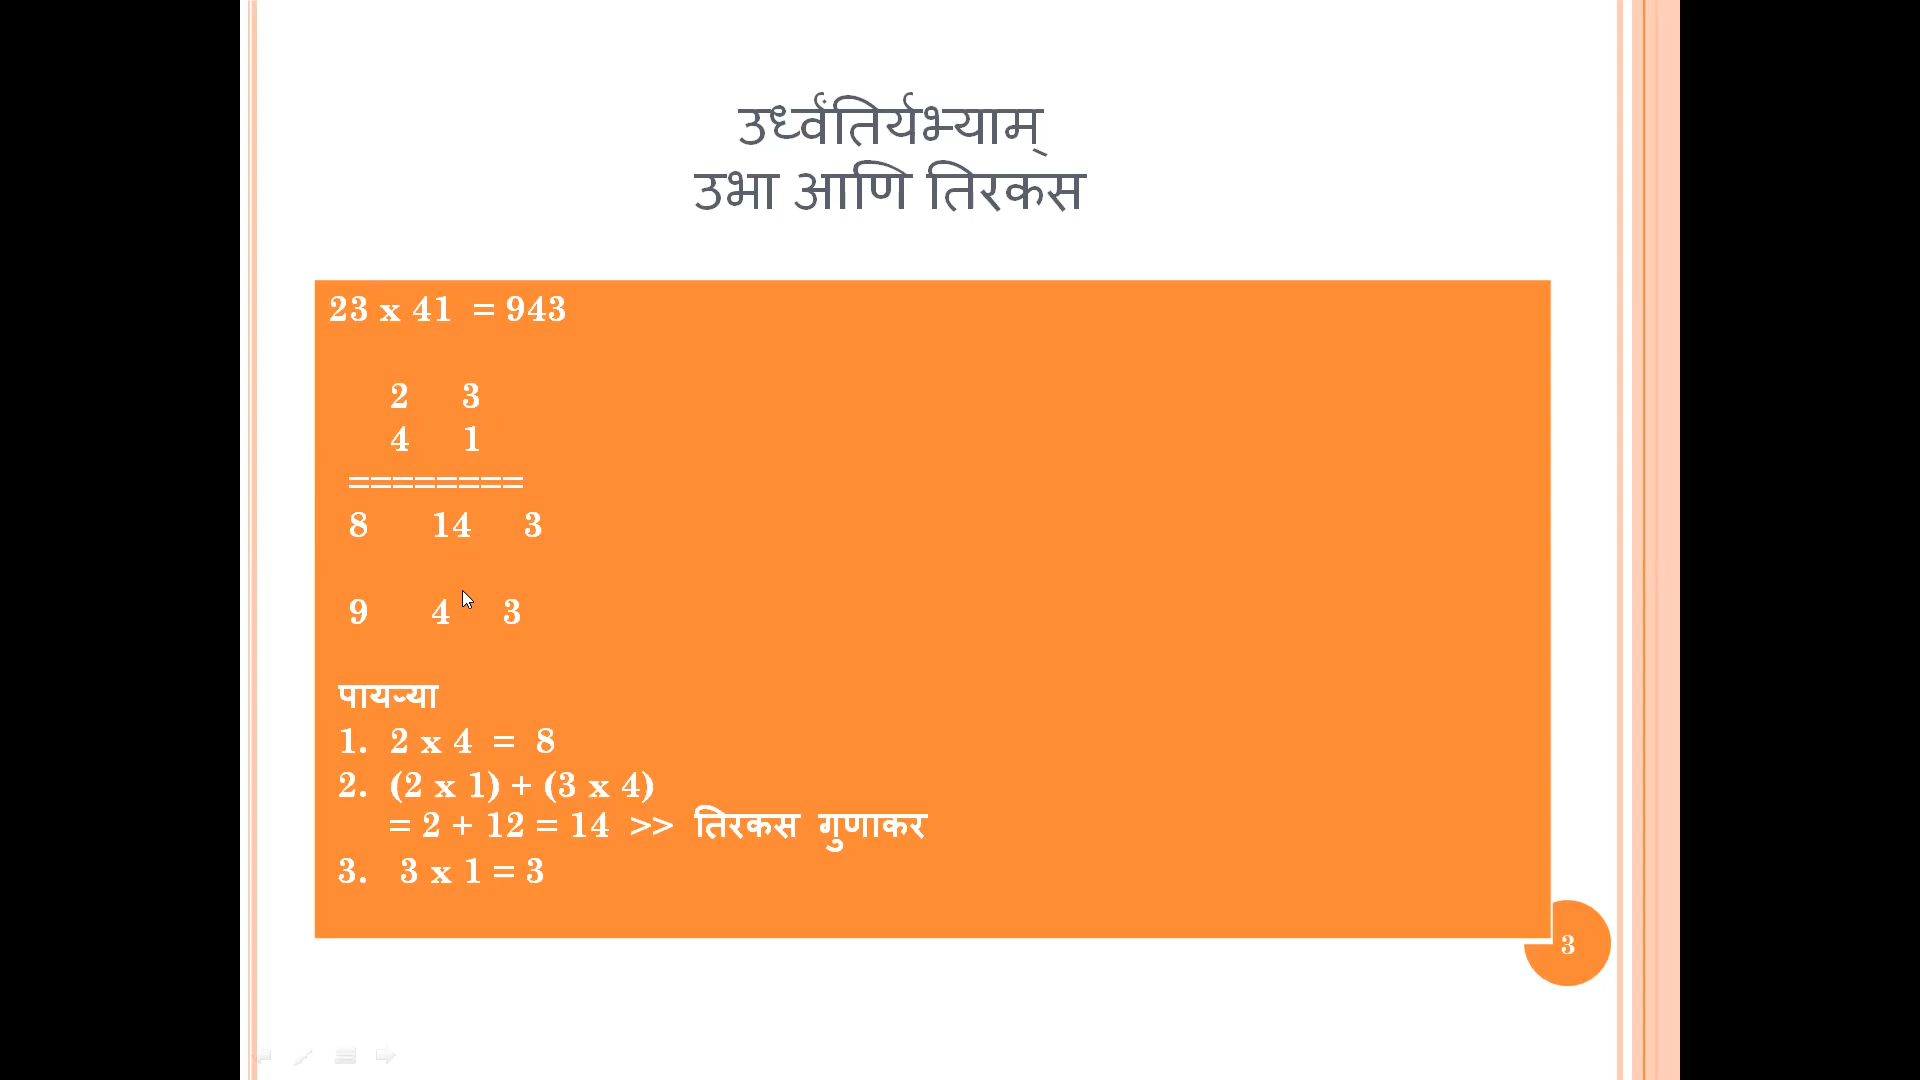 उर्ध्वंतिर्यभ्याम्
उभा आणि तिरकस
23 x 41 = 943
2 3
4 1
========
8 14 3
9 4 3
पायऱ्या
1. 2 x 4 = 8
2. (2 x 1) + (3 x 4)
= 2 + 12 = 14 >> तिरकस गुणाकर
3. 3 x 1 = 3
3